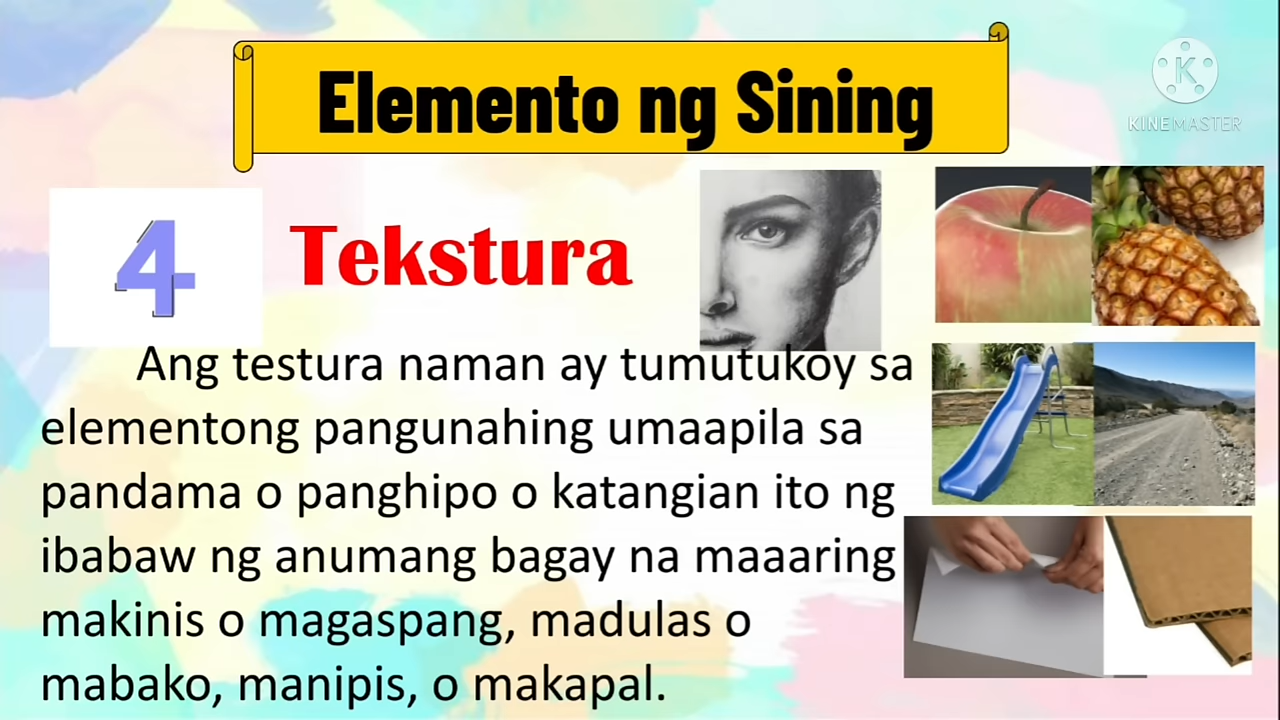 Elemento ng Sining
K
KINEMASTER
4
Tekstura
Ang testura naman ay tumutukoy sa
elementong pangunahing umaapila sa
pandama o panghipo o katangian ito ng
ibabaw ng anumang bagay na maaaring
makinis o magaspang, madulas o
mabako, manipis, o makapal.